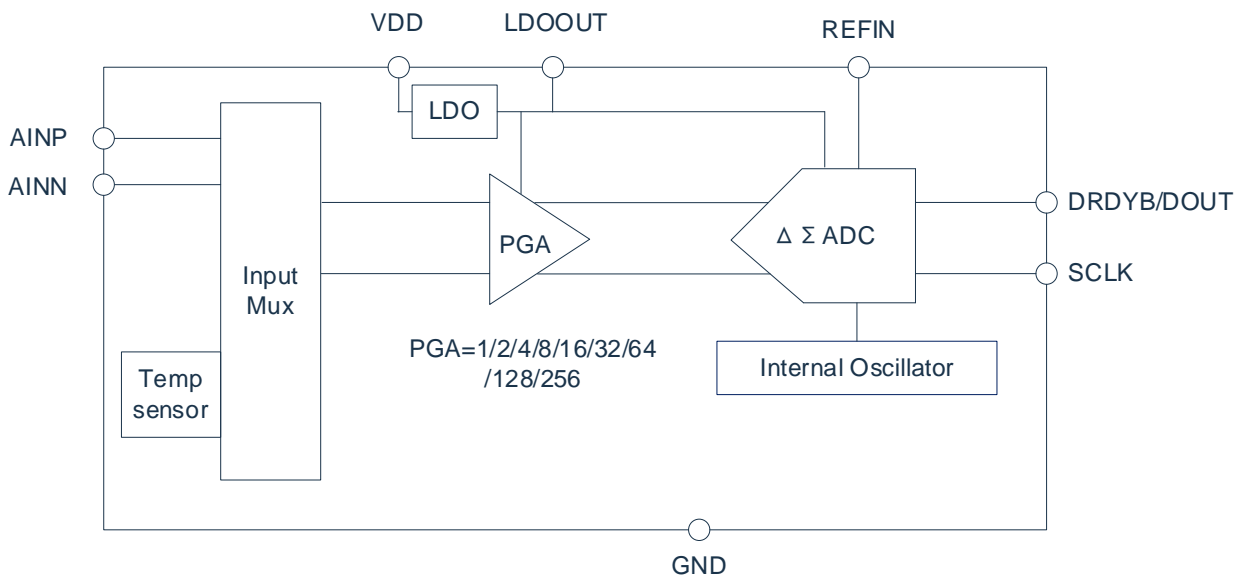 VDD
LDOOUT
REFIN
LDO
AINP
AINN
DRDYB/DOUT
PGA
Δ Σ ADC
SCLK
Input
Mux
PGA=1/2/4/8/16/32/64
/128/256
Internal Oscillator
Temp
sensor
GND